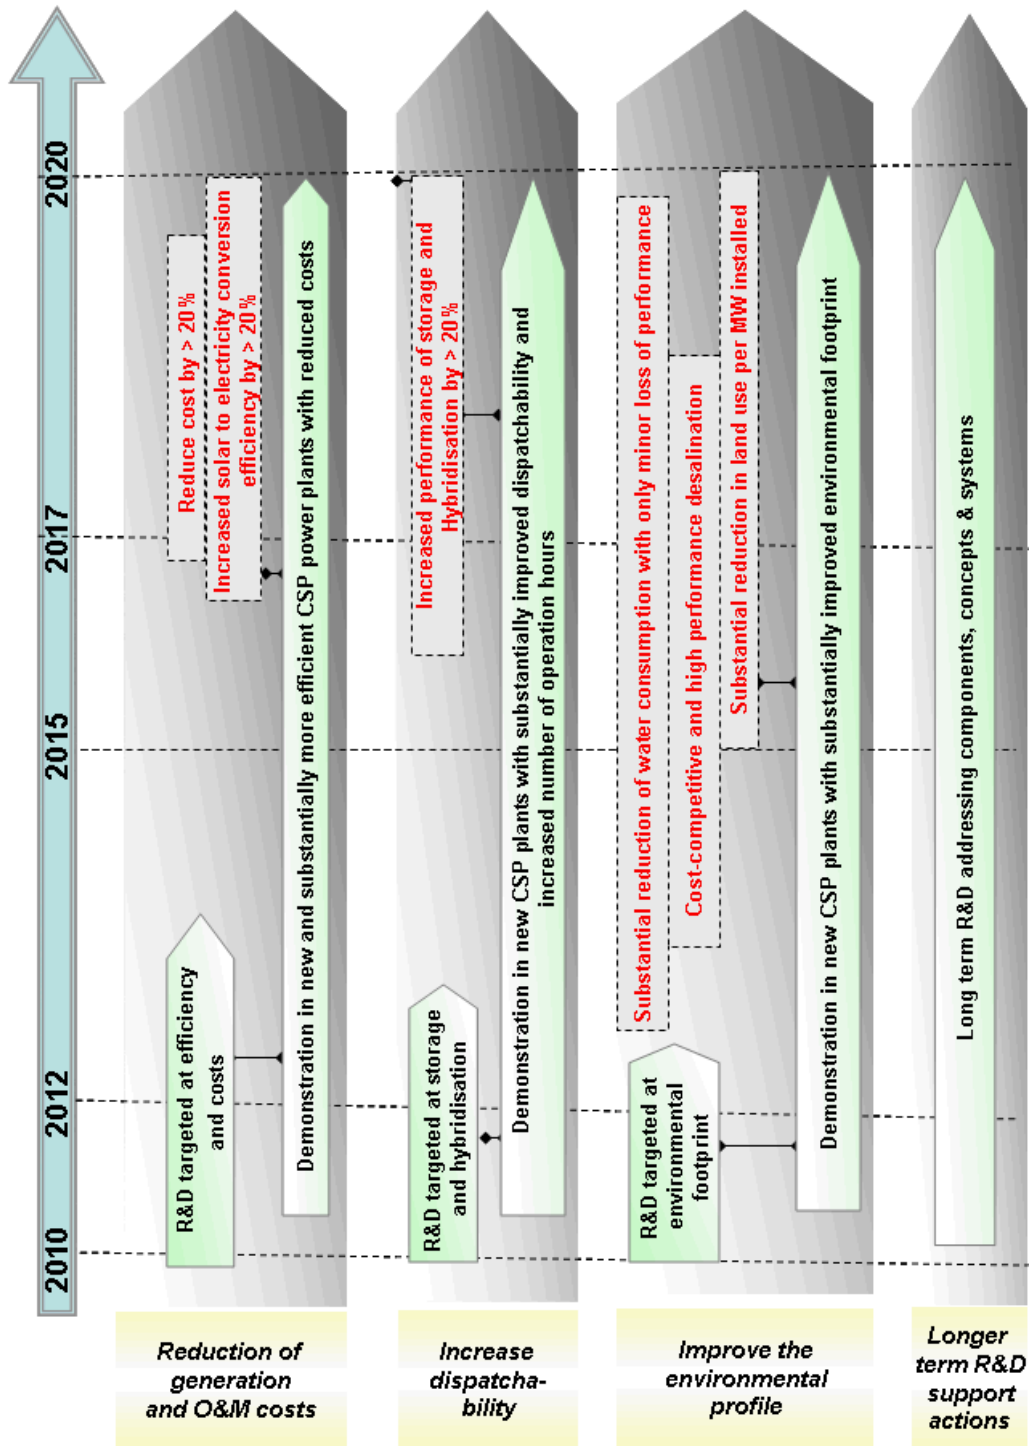 2020
2017
2015
2012
2010
Reduce cost by > 20%
Increased solar to electricity conversion
efficiency by > 20%
R&D targeted at efficiency
and costs
Demonstration in new and substantially more efficient CSP power plants with reduced costs
Reduction of
generation
and O&M costs
Increased performance of storage and
Hybridisation by > 20%
R&D targeted at storage
and hybridisation
Demonstration in new CSP plants with substantially improved dispatchability and
increased number of operation hours
Increase
dispatcha-
bility
Substantial reduction of water consumption with only minor loss of performance
Cost-competitive and high performance desalination
Substantial reduction in land use per MW installed
R&D targeted at
environmental
footprint
Demonstration in new CSP plants with substantially improved environmental footprint
Improve the
environmental
profile
Long term R&D addressing components, concepts & systems
Longer
term R&D
support
actions